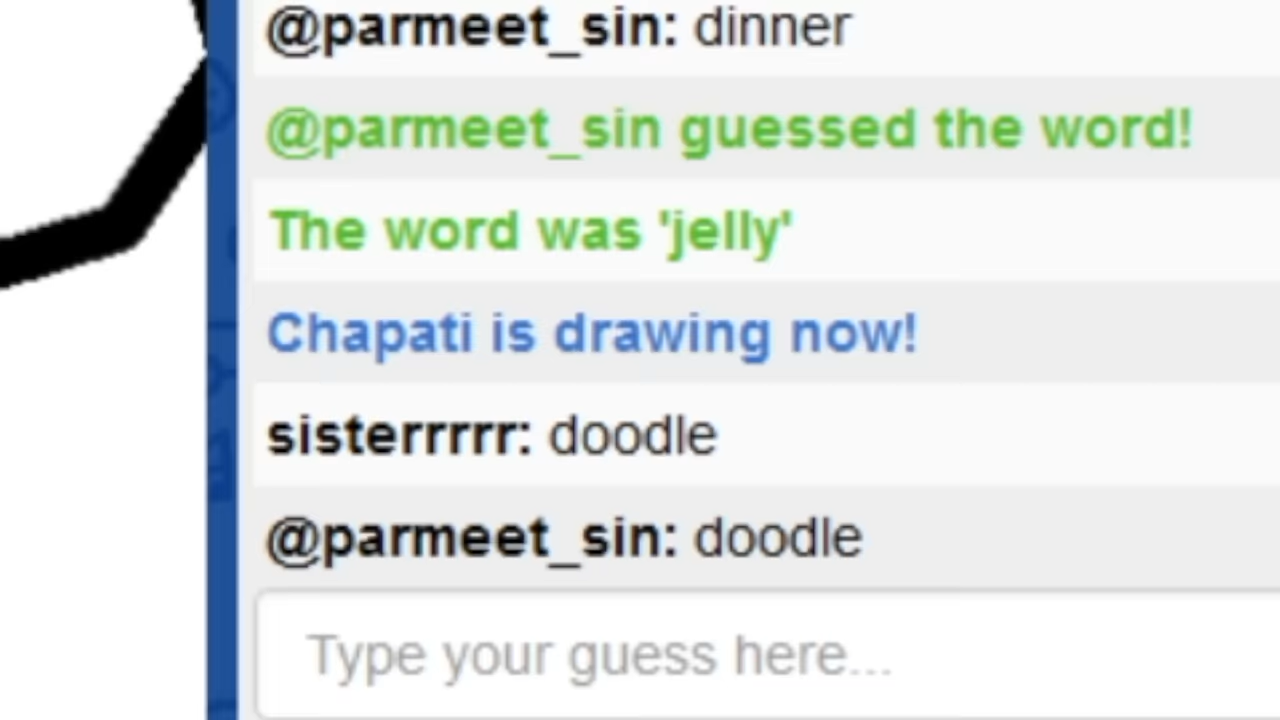 @parmeet_sin: dinner
@parmeet_sin guessed the word!
The word was 'jelly'
Chapati is drawing now!
sisterrrrr: doodle
@parmeet_sin: doodle
Type your guess here...